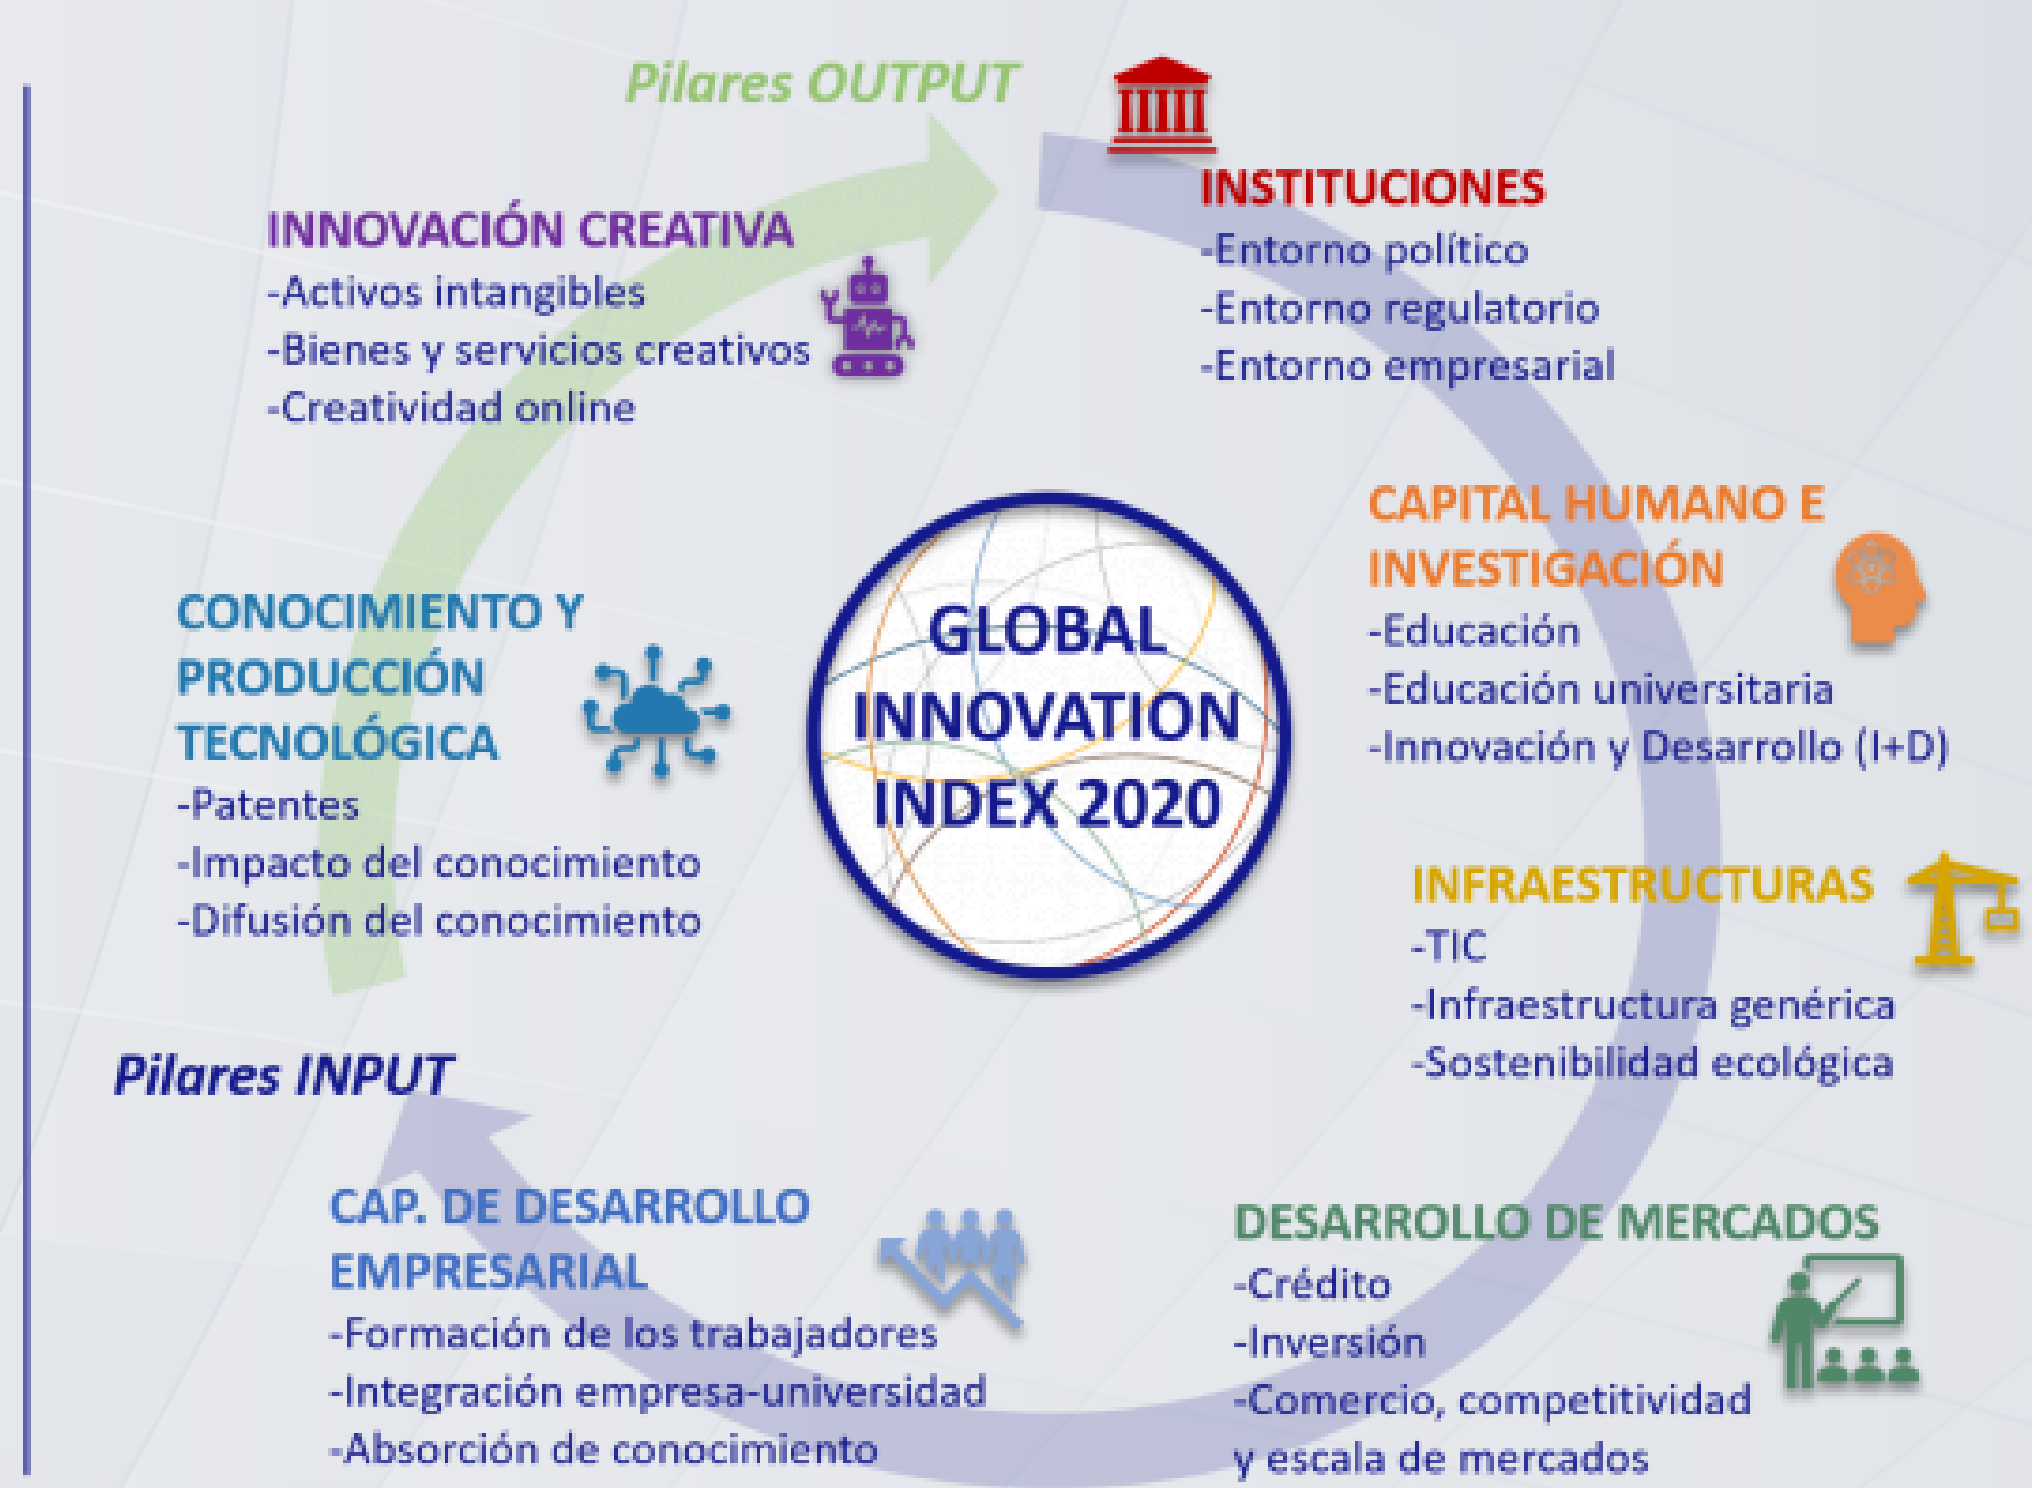 Pilares OUTPUT
INSTITUCIONES
-Entorno político
-Entorno regulatorio
-Entorno empresarial
CAPITAL HUMANO E
INVESTIGACIÓN
-Educación
-Educación universitaria
-Innovación y Desarrollo (I+D)
INFRAESTRUCTURAS
-TIC
-Infraestructura genérica
-Sostenibilidad ecológica
DESARROLLO DE MERCADOS
-Crédito
-Inversión
-Comercio, competitividad
y escala de mercados
CAP. DE DESARROLLO
EMPRESARIAL
-Formación de los trabajadores
-Integración empresa-universidad
-Absorción de conocimiento
Pilares INPUT
CONOCIMIENTO Y
PRODUCCIÓN
TECNOLÓGICA
-Patentes
-Impacto del conocimiento
-Difusión del conocimiento
INNOVACIÓN CREATIVA
-Activos intangibles
-Bienes y servicios creativos
-Creatividad online
GLOBAL
INNOVATION
INDEX 2020